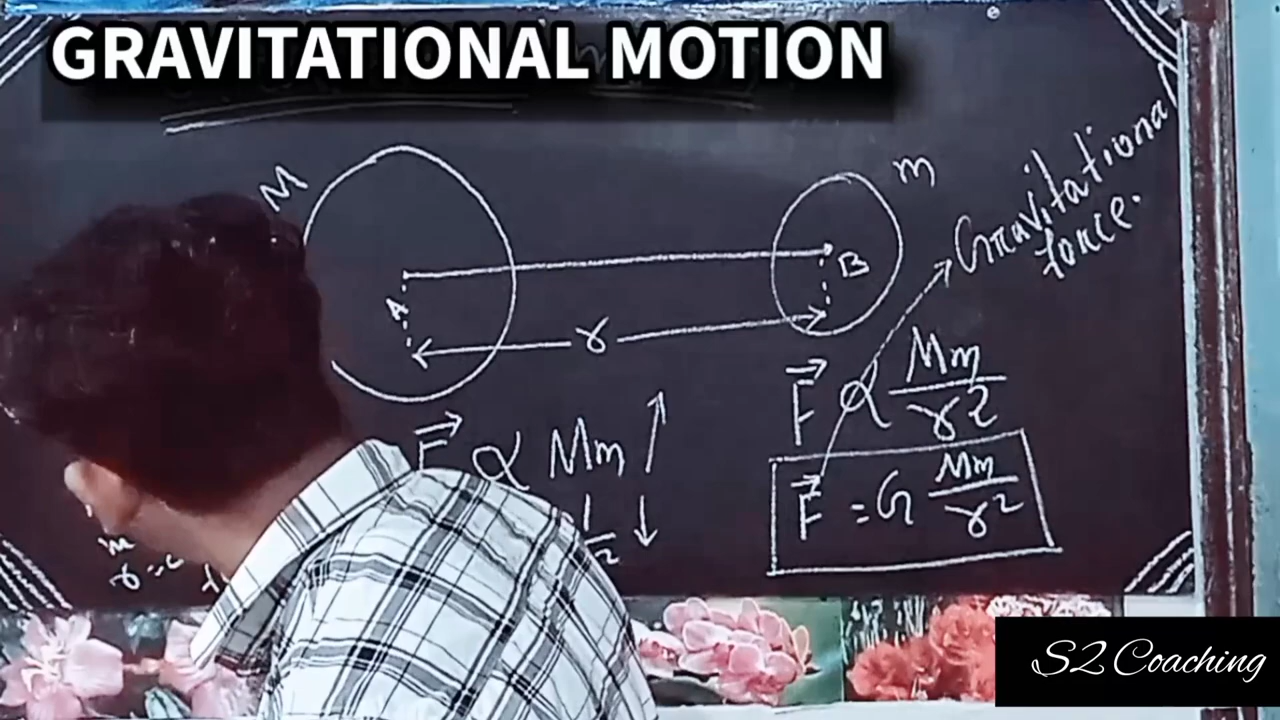 GRAVITATIONAL MOTION
M
m
Gravitational
force.
A
B
r
F⃗ ∝ Mm
F⃗ ∝ Mm/r2
F⃗ = G Mm/r2
S2 Coaching